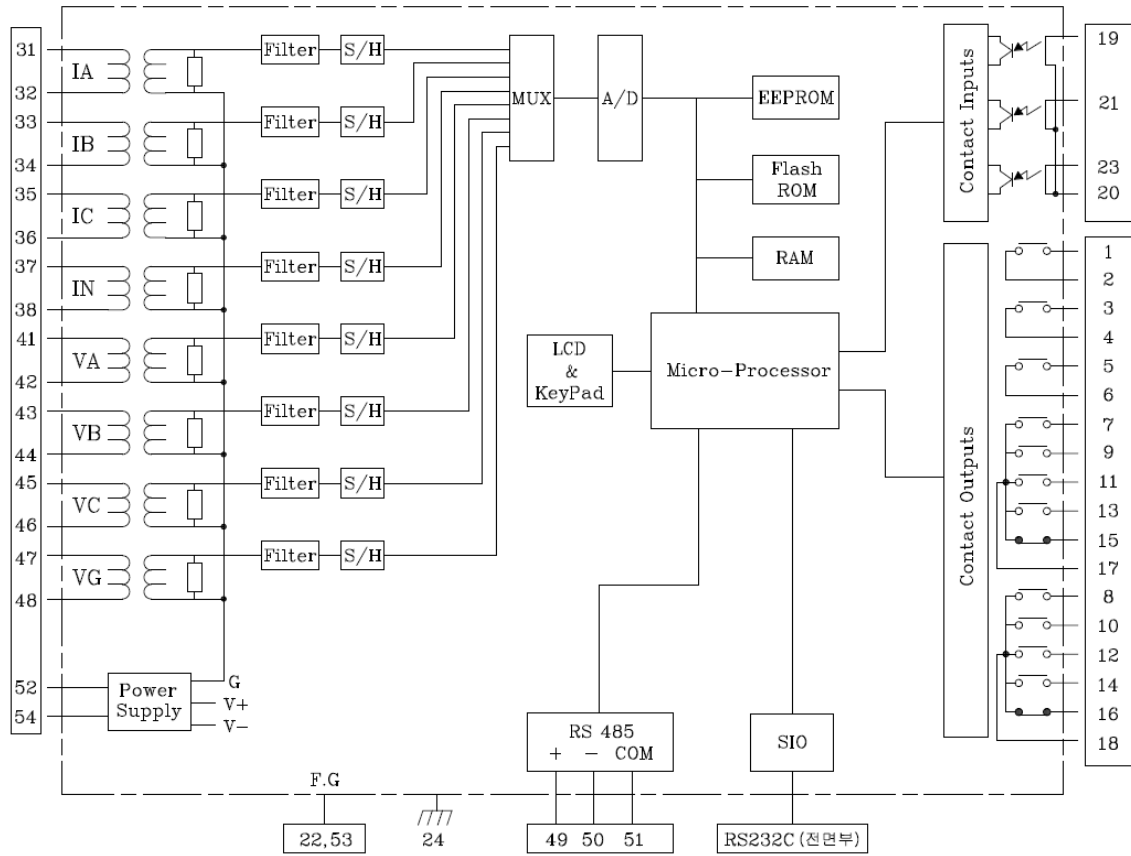 31
IA
32
33
IB
34
35
IC
36
37
IN
38
41
VA
42
43
VB
44
45
VC
46
47
VG
48
52
54
Power
Supply
G
V+
V-
Filter S/H
Filter S/H
Filter S/H
Filter S/H
Filter S/H
Filter S/H
Filter S/H
Filter S/H
MUX
A/D
EEPROM
Flash
ROM
RAM
LCD
&
KeyPad
Micro-Processor
RS 485
+ - COM
SIO
Contact Inputs
19
21
23
20
Contact Outputs
1
2
3
4
5
6
7
9
11
13
15
17
8
10
12
14
16
18
F.G
22,53
24
49 50 51
RS232C (전면부)